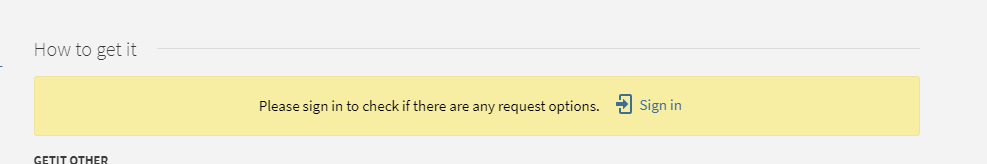 How to get it
Please sign in to check if there are any request options. Sign in
GETIT OTHER